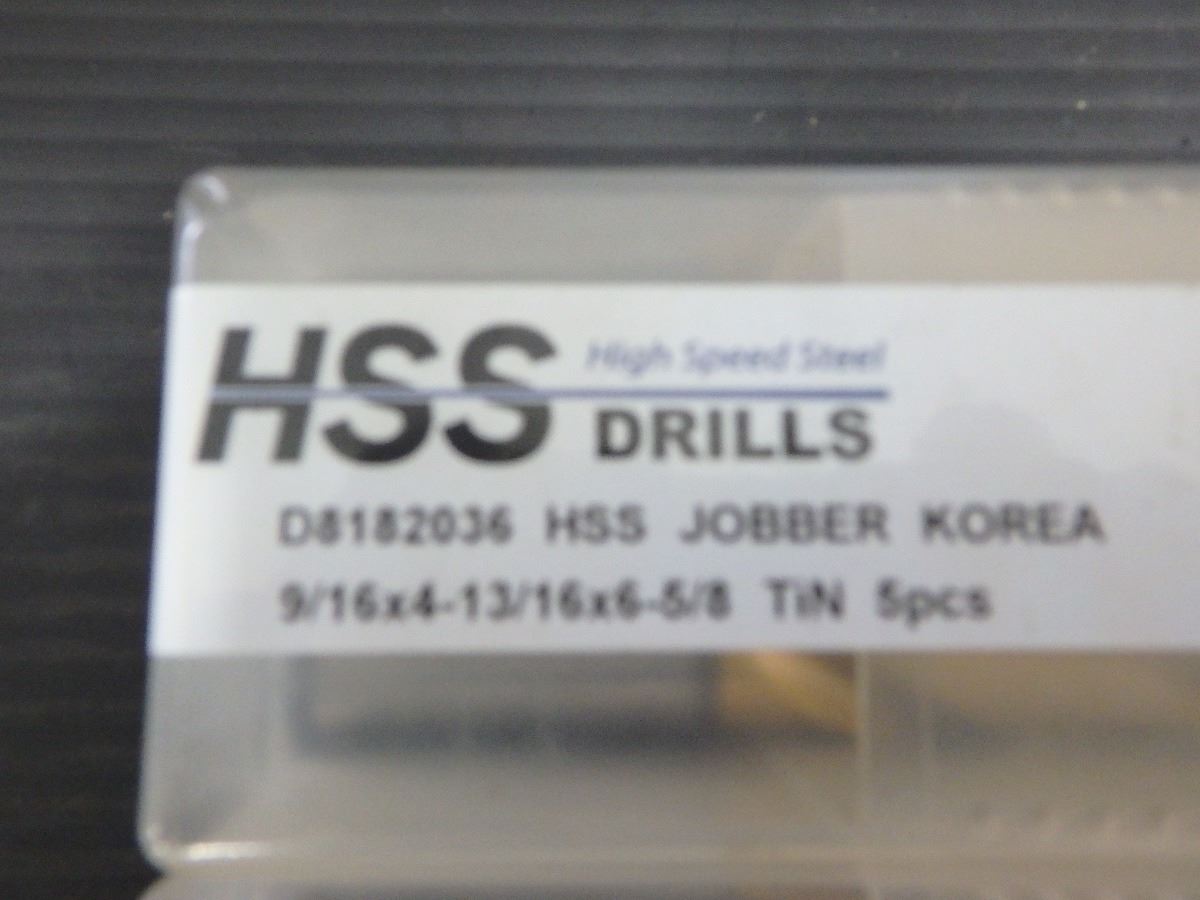 HSS High Speed Steel
DRILLS
D8182036 HSS JOBBER KOREA
9/16x4-13/16x6-5/8 TiN 5pcs